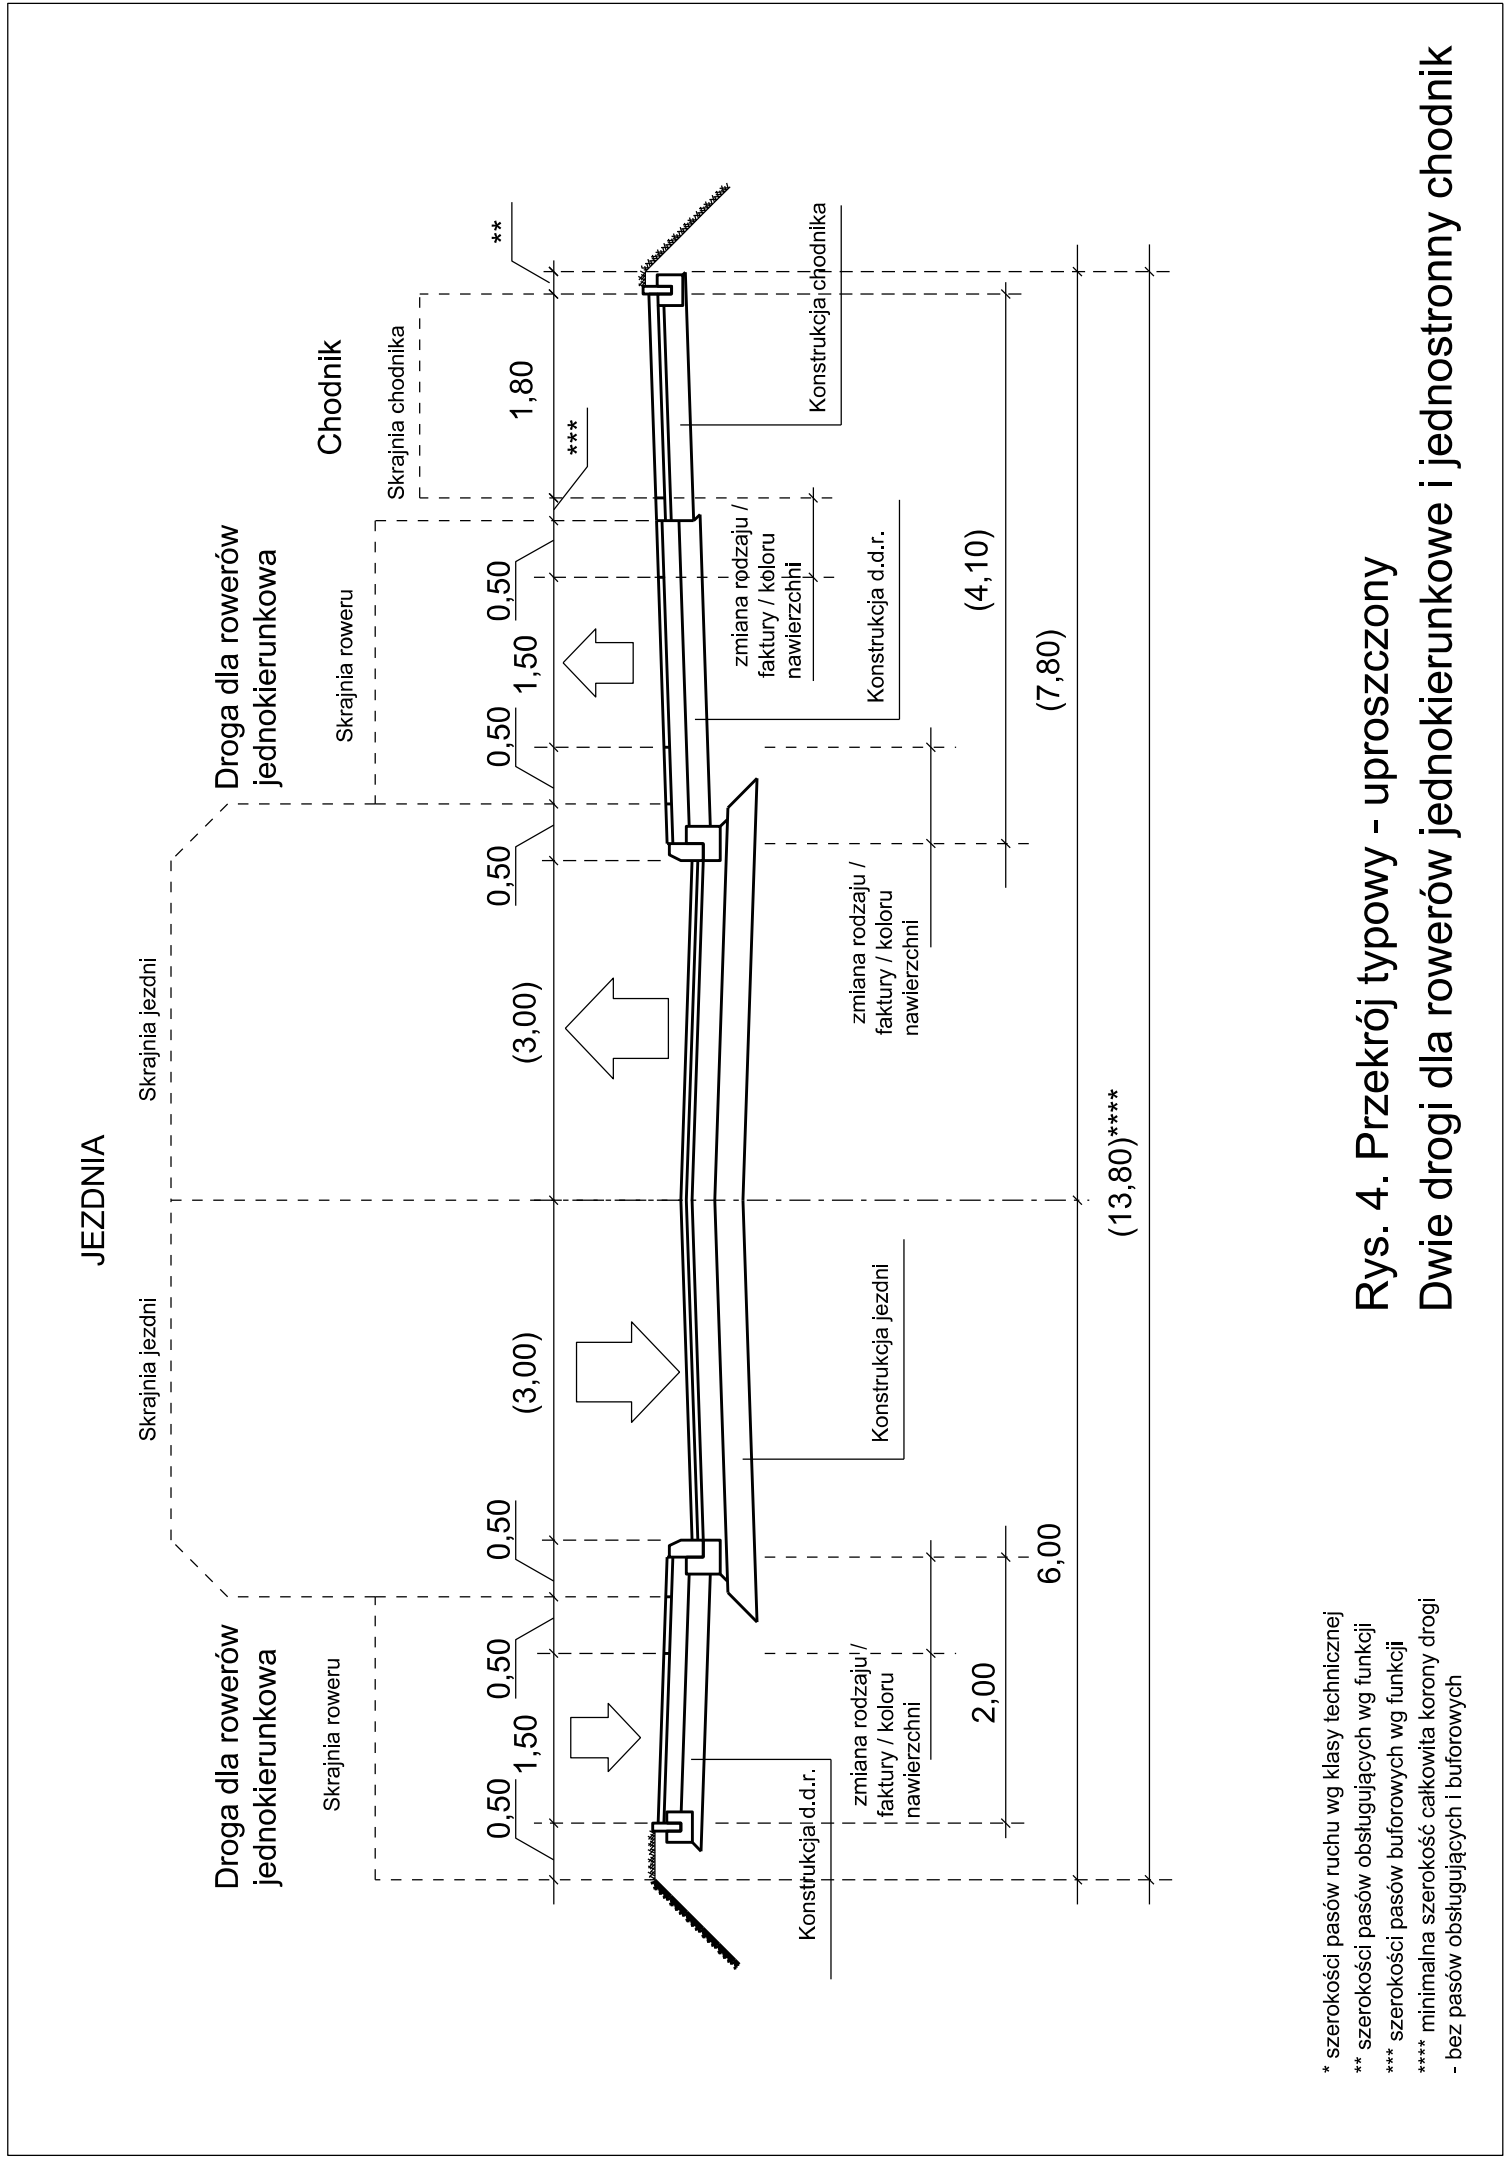 JEZDNIA
Skrajnia jezdni
Skrajnia jezdni
Droga dla rowerów
jednokierunkowa
Droga dla rowerów
jednokierunkowa
Chodnik
Skrajnia roweru
Skrajnia roweru
Skrajnia chodnika
0,50
1,50
0,50
0,50
(3,00)
(3,00)
0,50
0,50
1,50
0,50
***
1,80
**
Konstrukcja d.d.r.
zmiana rodzaju /
faktury / koloru
nawierzchni
Konstrukcja jezdni
zmiana rodzaju /
faktury / koloru
nawierzchni
Konstrukcja d.d.r.
zmiana rodzaju /
faktury / koloru
nawierzchni
Konstrukcja chodnika
2,00
(4,10)
6,00
(7,80)
(13,80)****
* szerokości pasów ruchu wg klasy technicznej
** szerokości pasów obsługujących wg funkcji
*** szerokości pasów buforowych wg funkcji
**** minimalna szerokość całkowita korony drogi
- bez pasów obsługujących i buforowych
Rys. 4. Przekrój typowy - uproszczony
Dwie drogi dla rowerów jednokierunkowe i jednostronny chodnik